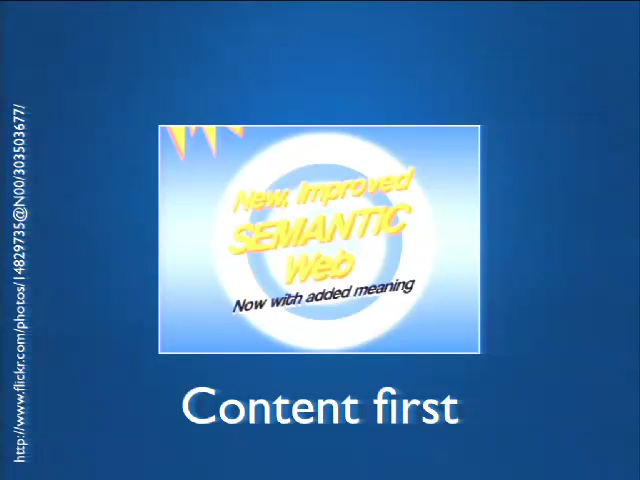 http://www.flickr.com/photos/14829735@N00/303503677/
New, Improved
SEMANTIC
Web
Now with added meaning
Content first